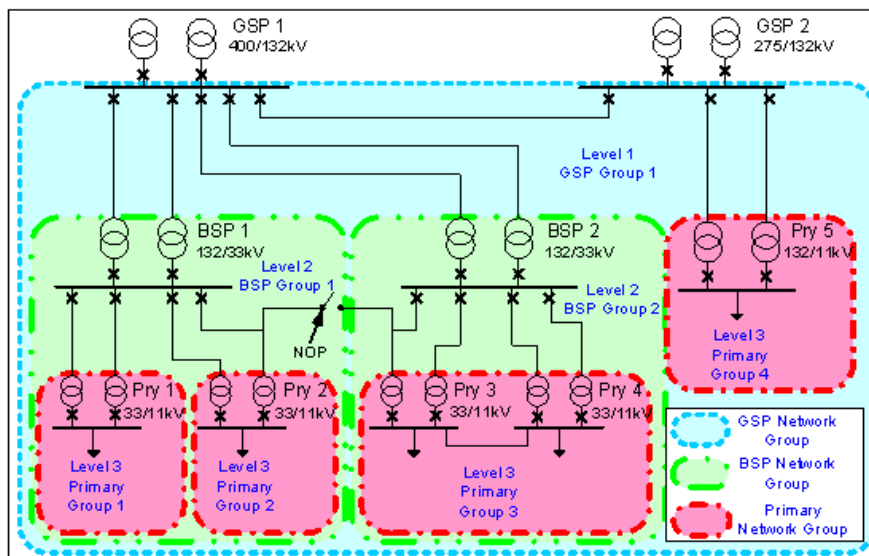 GSP 1
400/132kV
GSP 2
275/132kV
Level 1
GSP Group 1
BSP 1
132/33kV
BSP 2
132/33kV
Pry 5
132/11kV
Level 2
BSP Group 1
Level 2
BSP Group 2
NOP
Level 3
Primary
Group 4
Pry 1
33/11kV
Pry 2
33/11kV
Pry 3
33/11kV
Pry 4
33/11kV
Level 3
Primary
Group 1
Level 3
Primary
Group 2
Level 3
Primary
Group 3
GSP Network
Group
BSP Network
Group
Primary
Network Group